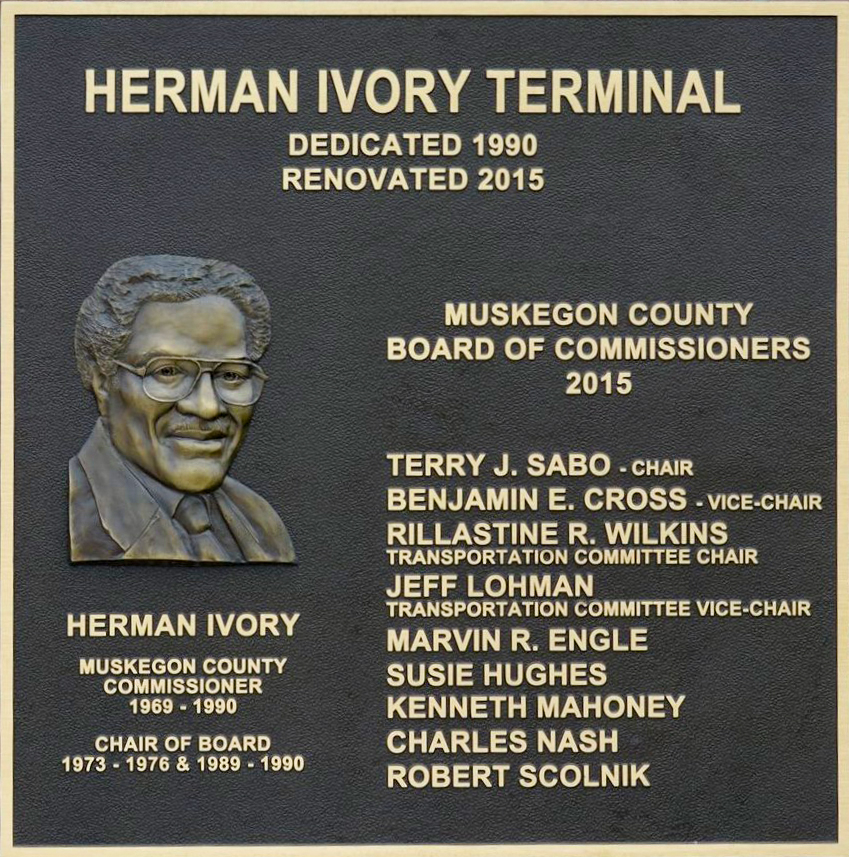 HERMAN IVORY TERMINAL
DEDICATED 1990
RENOVATED 2015
HERMAN IVORY
MUSKEGON COUNTY
COMMISSIONER
1969 - 1990
CHAIR OF BOARD
1973 - 1976 & 1989 - 1990
MUSKEGON COUNTY
BOARD OF COMMISSIONERS
2015
TERRY J. SABO - CHAIR
BENJAMIN E. CROSS - VICE-CHAIR
RILLASTINE R. WILKINS
TRANSPORTATION COMMITTEE CHAIR
JEFF LOHMAN
TRANSPORTATION COMMITTEE VICE-CHAIR
MARVIN R. ENGLE
SUSIE HUGHES
KENNETH MAHONEY
CHARLES NASH
ROBERT SCOLNIK